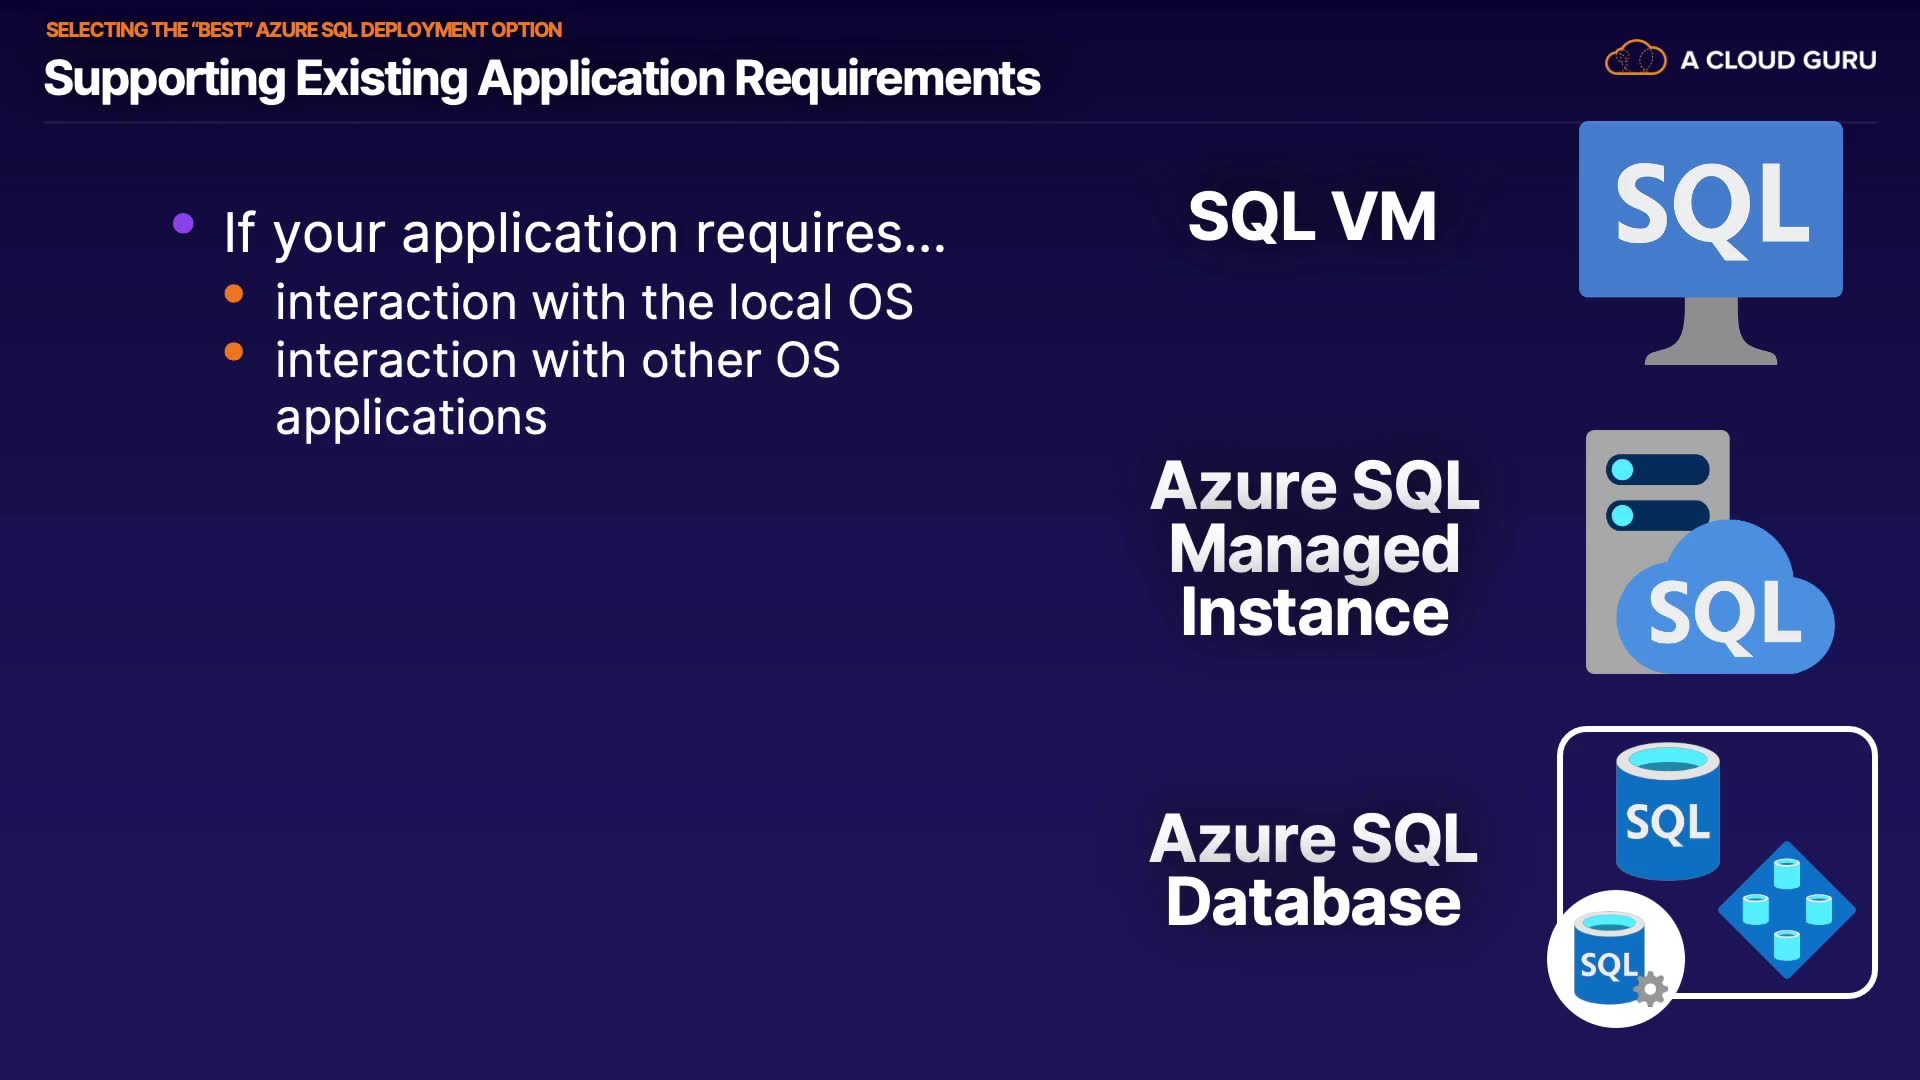 SELECTING THE “BEST” AZURE SQL DEPLOYMENT OPTION
Supporting Existing Application Requirements
A CLOUD GURU
If your application requires...
interaction with the local OS
interaction with other OS
applications
SQL VM
SQL
Azure SQL
Managed
Instance
SQL
Azure SQL
Database
SQL
SQL